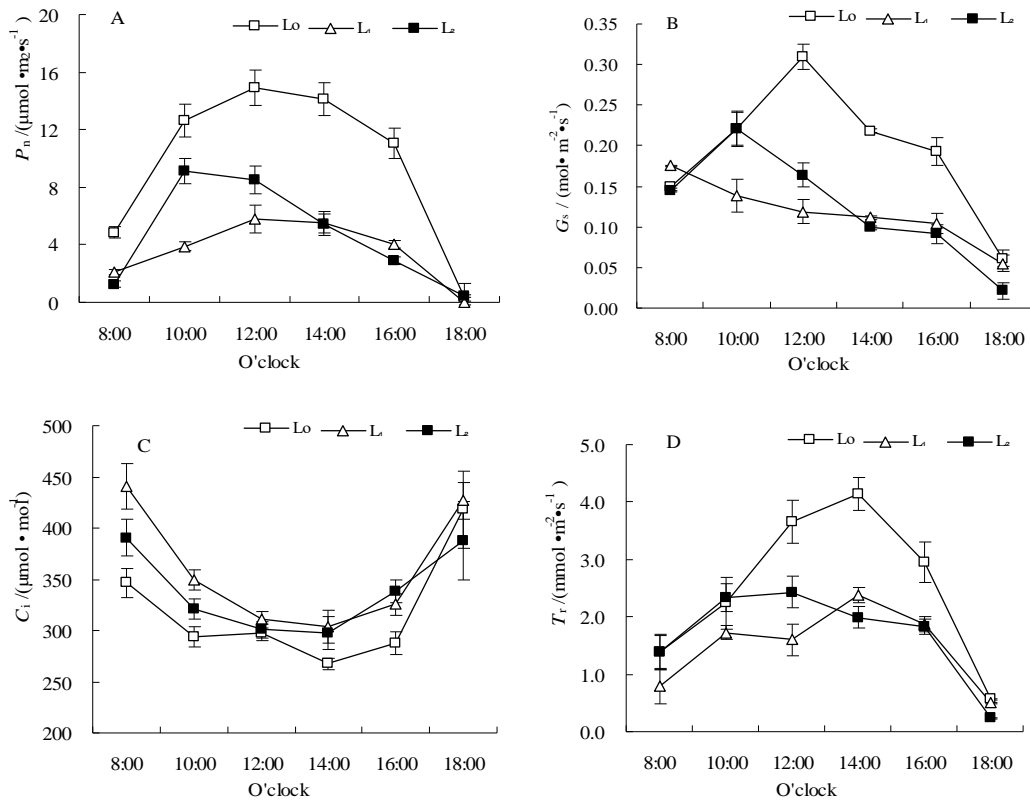 A
L0 L1 L2
Pn /(μmol •m2•s-1)
20
16
12
8
4
0
8:00 10:00 12:00 14:00 16:00 18:00
O'clock
B
L0 L1 L2
Gs / (mol• m-2•s-1)
0.35
0.30
0.25
0.20
0.15
0.10
0.05
0.00
8:00 10:00 12:00 14:00 16:00 18:00
O'clock
C
L0 L1 L2
Ci /(μmol • mol-1)
500
450
400
350
300
250
200
8:00 10:00 12:00 14:00 16:00 18:00
O'clock
D
L0 L1 L2
Tr /(mmol •m-2•s-1)
5.0
4.0
3.0
2.0
1.0
0.0
8:00 10:00 12:00 14:00 16:00 18:00
O'clock